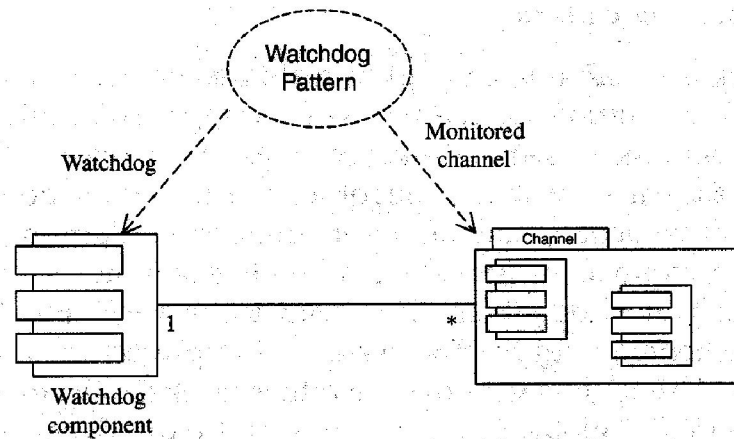 Watchdog
Pattern
Watchdog
Monitored
channel
Channel
1
*
Watchdog
component